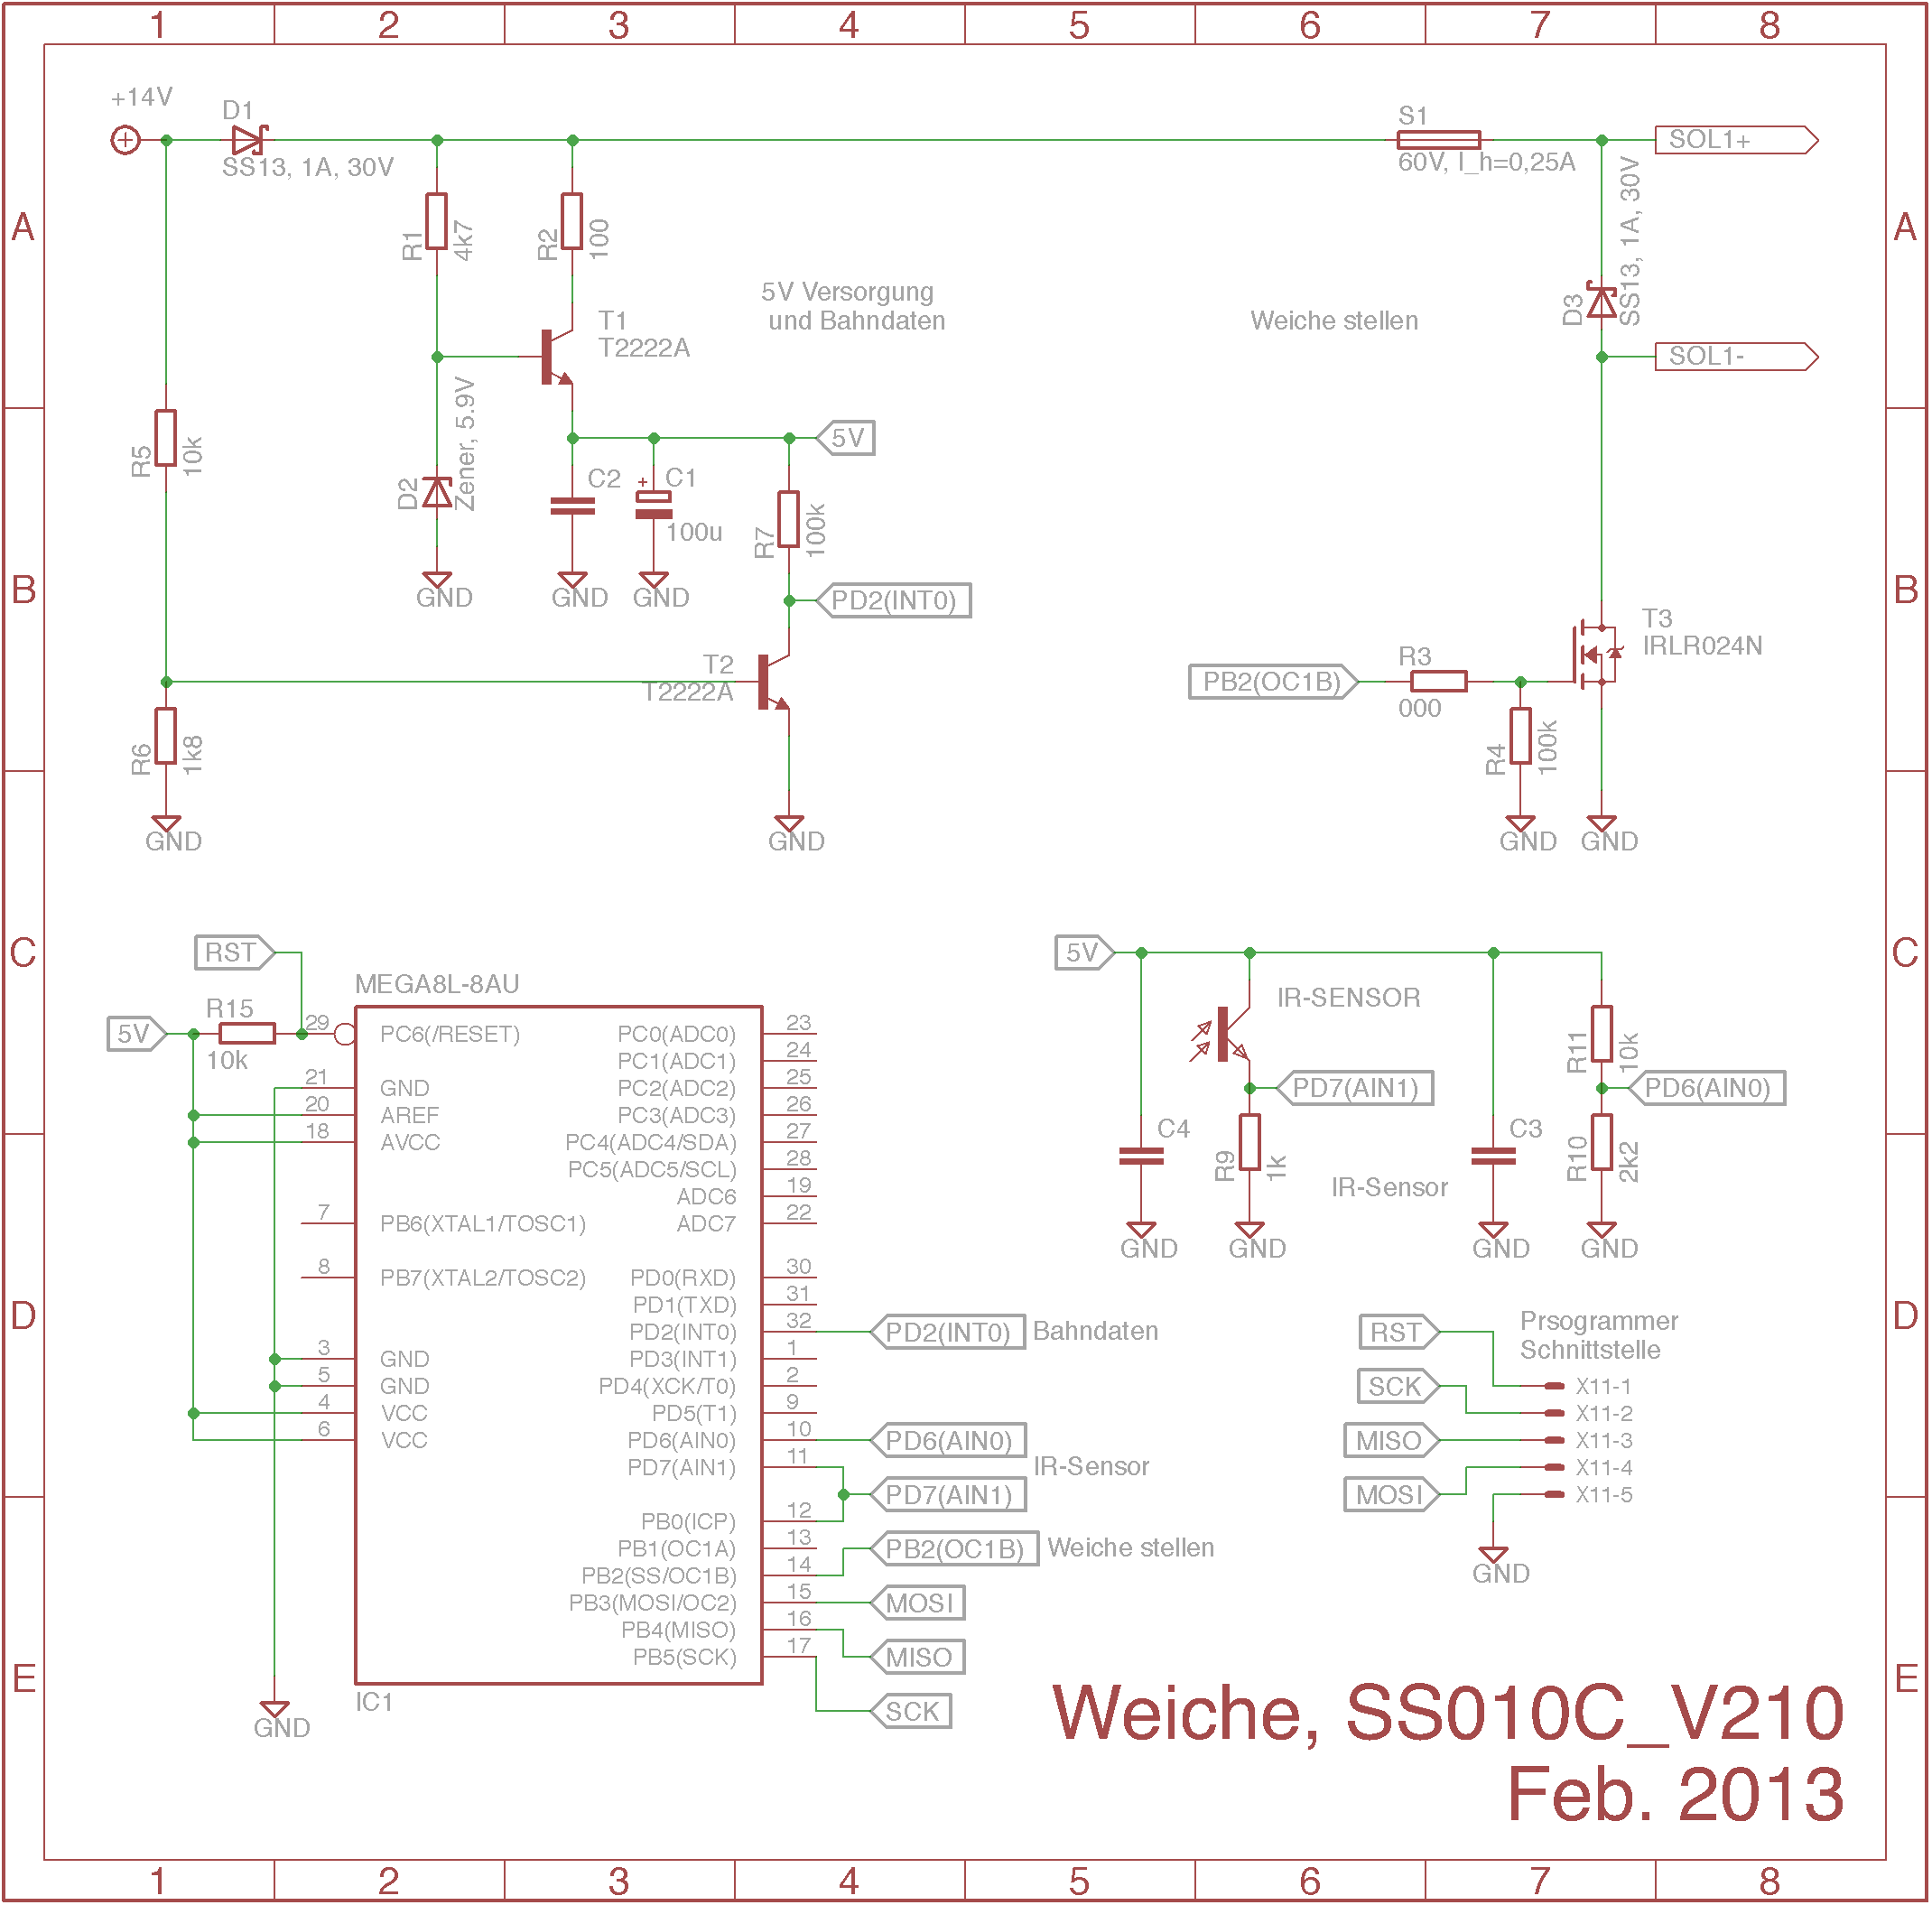 1 2 3 4 5 6 7 8
A
A
+14V
D1
SS13, 1A, 30V
S1
60V, I_h=0,25A
SOL1+
R1
4k7
R2
100
5V Versorgung
und Bahndaten
Weiche stellen
T1
T2222A
D3
SS13, 1A, 30V
SOL1-
R5
10k
D2
Zener, 5.9V
C2
+
C1
100u
5V
R7
100k
GND
GND
GND
PD2(INT0)
B
B
T2
T2222A
PB2(OC1B)
R3
000
T3
IRLR024N
R6
1k8
R4
100k
GND
GND
GND
GND
C
C
RST
MEGA8L-8AU
5V
R15
10k
29 PC6(/RESET)
21 GND
20 AREF
18 AVCC
7 PB6(XTAL1/TOSC1)
8 PB7(XTAL2/TOSC2)
3 GND
5 GND
4 VCC
6 VCC
PC0(ADC0) 23
PC1(ADC1) 24
PC2(ADC2) 25
PC3(ADC3) 26
PC4(ADC4/SDA) 27
PC5(ADC5/SCL) 28
ADC6 19
ADC7 22
PD0(RXD) 30
PD1(TXD) 31
PD2(INT0) 32
PD3(INT1) 1
PD4(XCK/T0) 2
PD5(T1) 9
PD6(AIN0) 10
PD7(AIN1) 11
PB0(ICP) 12
PB1(OC1A) 13
PB2(SS/OC1B) 14
PB3(MOSI/OC2) 15
PB4(MISO) 16
PB5(SCK) 17
IC1
GND
PD2(INT0) Bahndaten
PD6(AIN0)
IR-Sensor
PD7(AIN1)
PB2(OC1B) Weiche stellen
MOSI
MISO
SCK
5V
IR-SENSOR
PD7(AIN1)
R11
10k
PD6(AIN0)
C4
R9
1k
IR-Sensor
C3
R10
2k2
GND
GND
GND
GND
D
D
Prsogrammer
Schnittstelle
RST
SCK
MISO
MOSI
X11-1
X11-2
X11-3
X11-4
X11-5
GND
E
E
Weiche, SS010C_V210
Feb. 2013
1 2 3 4 5 6 7 8